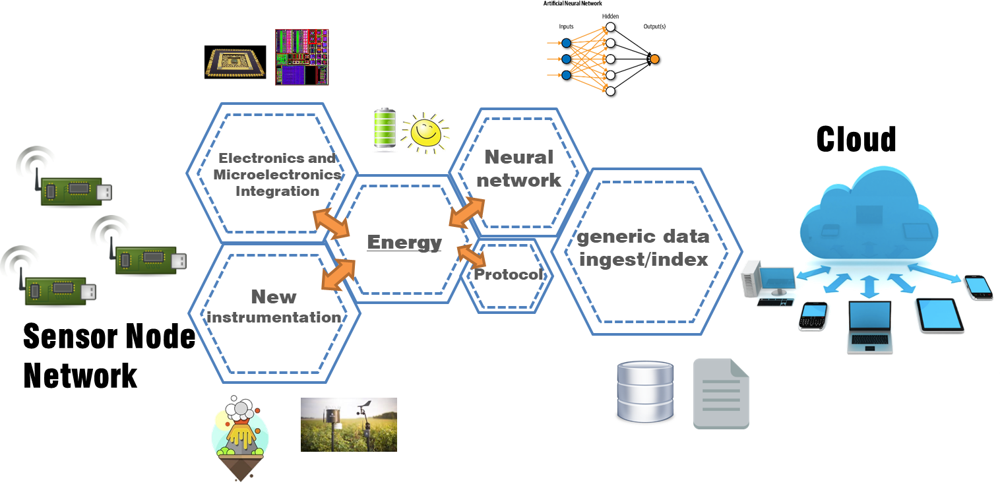 Artificial Neural Network
Hidden
Inputs
Output(s)
Cloud
Electronics and
Microelectronics
Integration
Neural
network
Energy
generic data
ingest/index
Protocol
New
instrumentation
Sensor Node
Network